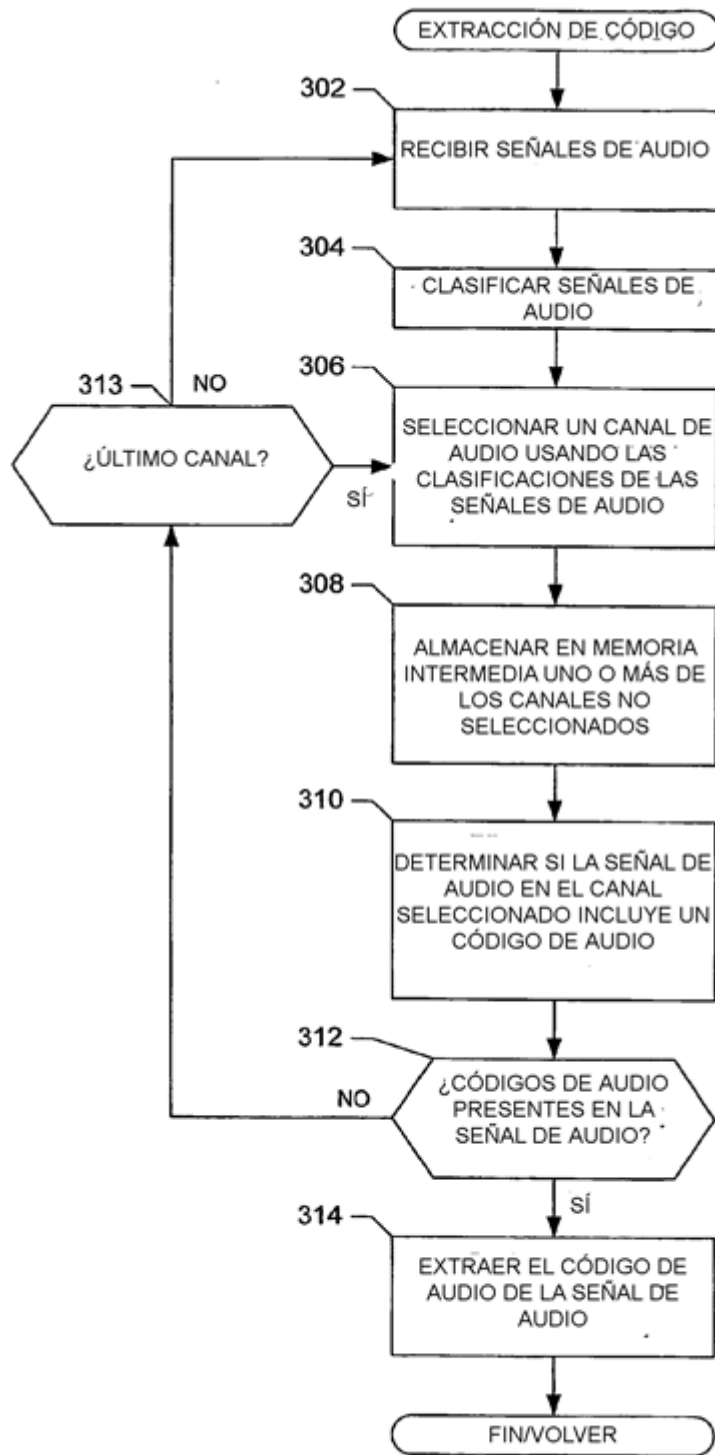 EXTRACCIÓN DE CÓDIGO
302
RECIBIR SEÑALES DE AUDIO
304
CLASIFICAR SEÑALES DE
AUDIO
306
313
NO
SELECCIONAR UN CANAL DE
AUDIO USANDO LAS
CLASIFICACIONES DE LAS
SEÑALES DE AUDIO
¿ÚLTIMO CANAL?
SÍ
308
ALMACENAR EN MEMORIA
INTERMEDIA UNO O MÁS DE
LOS CANALES NO
SELECCIONADOS
310
DETERMINAR SI LA SEÑAL DE
AUDIO EN EL CANAL
SELECCIONADO INCLUYE UN
CÓDIGO DE AUDIO
312
NO
¿CÓDIGOS DE AUDIO
PRESENTES EN LA
SEÑAL DE AUDIO?
SÍ
314
EXTRAER EL CÓDIGO DE
AUDIO DE LA SEÑAL DE
AUDIO
FIN/VOLVER